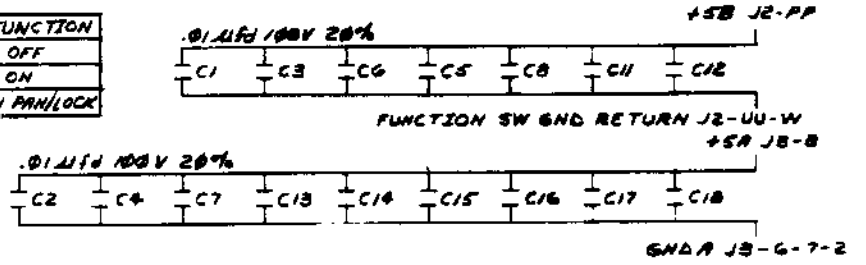 FUNCTION
OFF
ON
PAN/LOCK
+5B J2-PP
.01 µfd 100V 20%
C1 C3 C6 C5 C8 C11 C12
FUNCTION SW GND RETURN J2-UU-W
+5A J3-8
.01 µfd 100V 20%
C2 C4 C7 C13 C14 C15 C16 C17 C18
GNDA J3-6-7-2